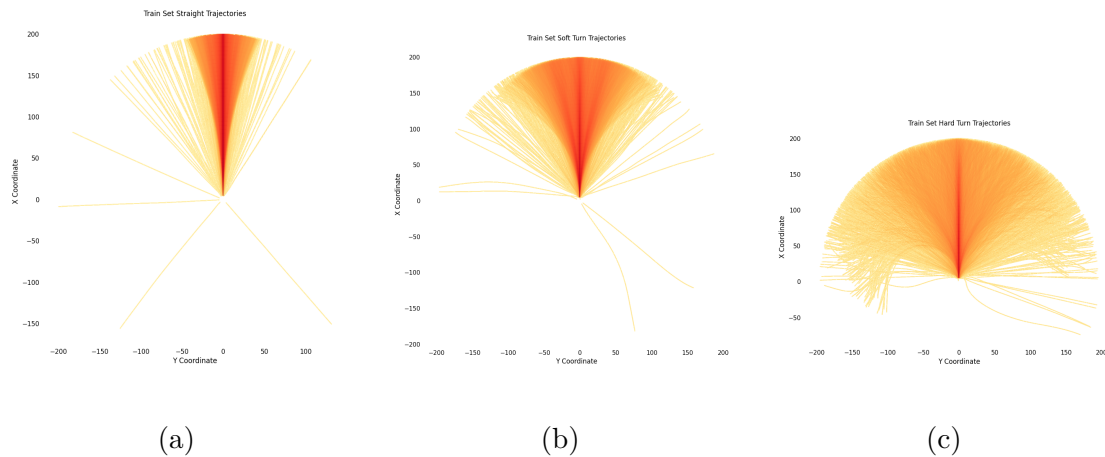 Train Set Straight Trajectories
200
150
100
50
0
−50
−100
−150
X Coordinate
−200 −150 −100 −50 0 50 100
Y Coordinate
(a)
Train Set Soft Turn Trajectories
200
150
100
50
0
−50
−100
−150
−200
X Coordinate
−200 −150 −100 −50 0 50 100 150 200
Y Coordinate
(b)
Train Set Hard Turn Trajectories
200
150
100
50
0
−50
X Coordinate
−200 −150 −100 −50 0 50 100 150 200
Y Coordinate
(c)